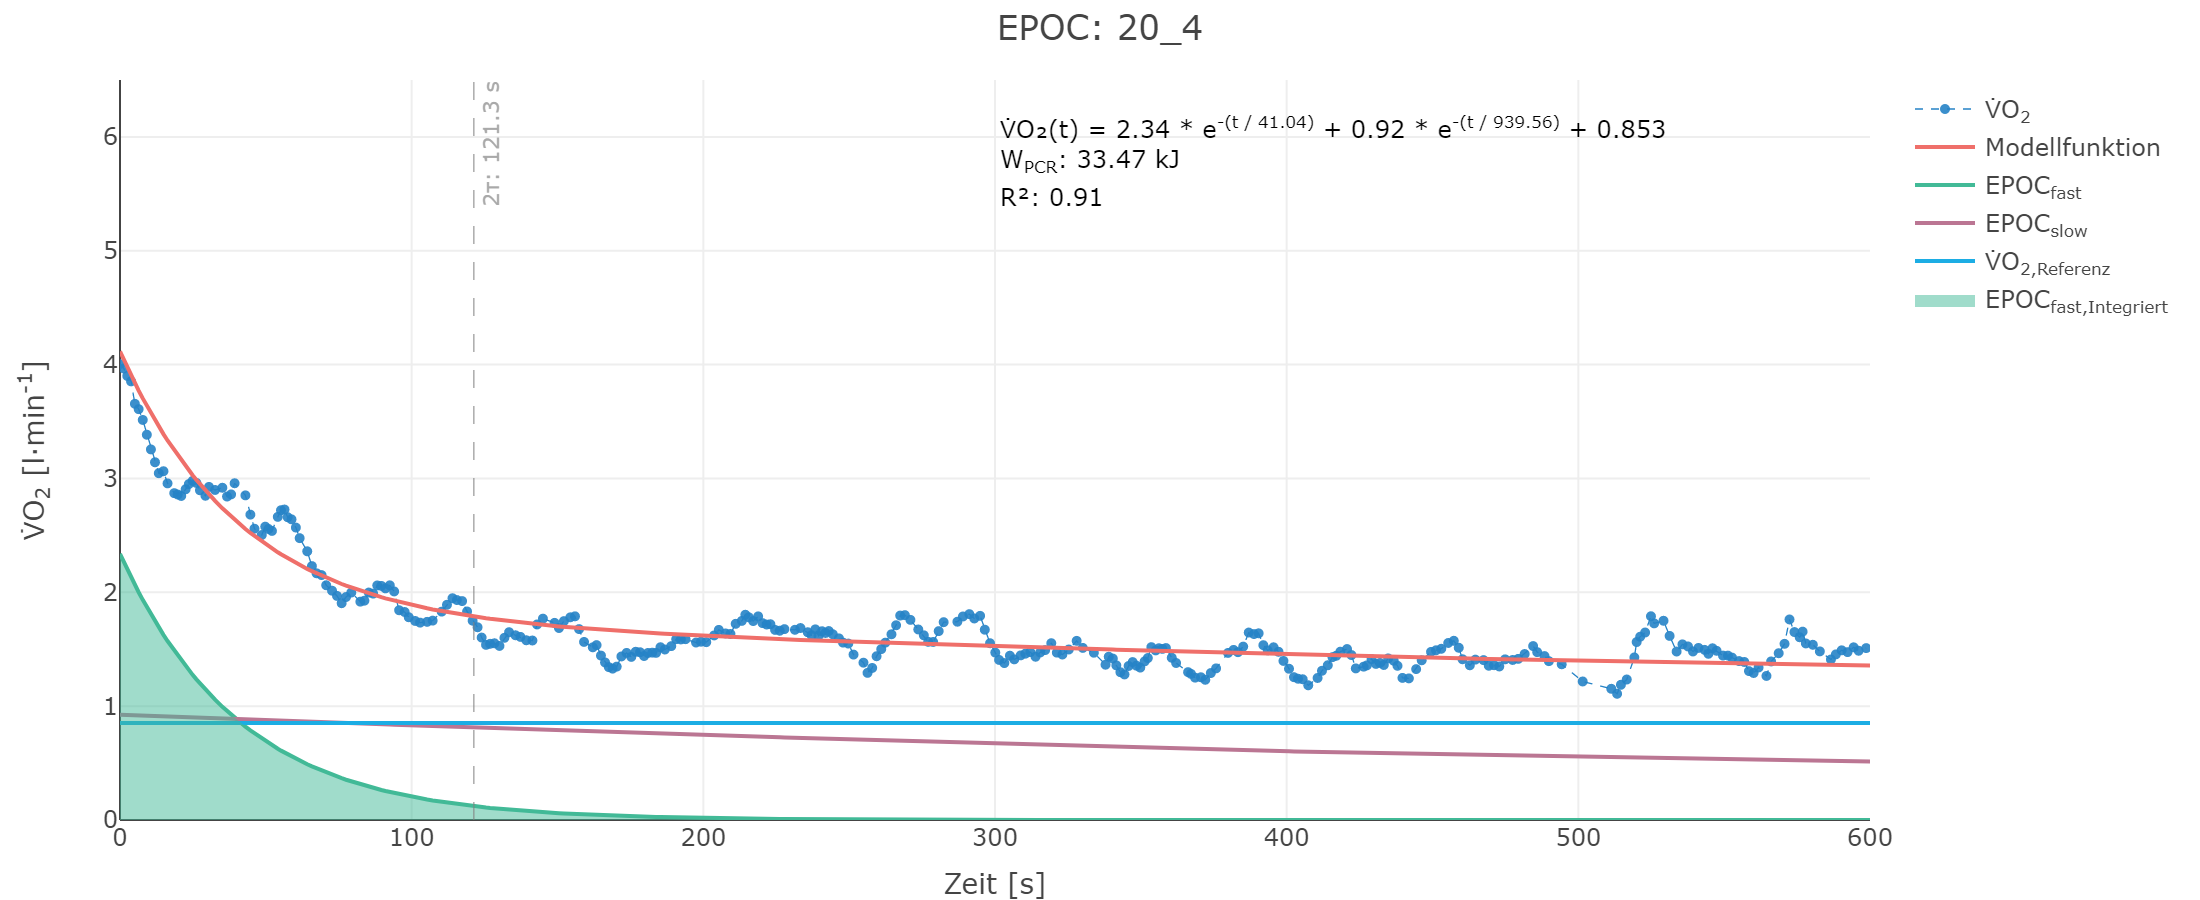 EPOC: 20_4
2τ: 121.3 s
V̇O₂(t) = 2.34 * e^-(t / 41.04) + 0.92 * e^-(t / 939.56) + 0.853
W_PCR: 33.47 kJ
R²: 0.91
V̇O₂
Modellfunktion
EPOC_fast
EPOC_slow
V̇O₂,Referenz
EPOC_fast,Integriert
V̇O₂ [l·min⁻¹]
6
5
4
3
2
1
0
0 100 200 300 400 500 600
Zeit [s]